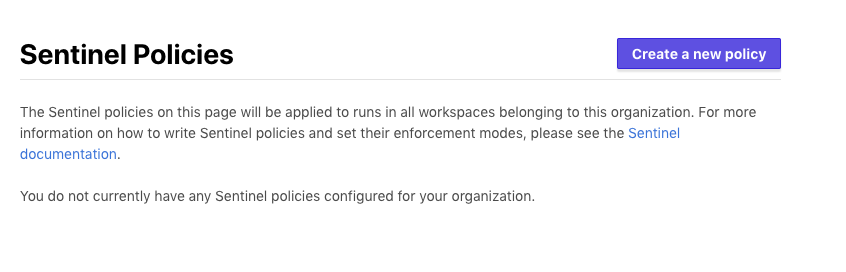 Sentinel Policies
Create a new policy
The Sentinel policies on this page will be applied to runs in all workspaces belonging to this organization. For more
information on how to write Sentinel policies and set their enforcement modes, please see the Sentinel
documentation.
You do not currently have any Sentinel policies configured for your organization.